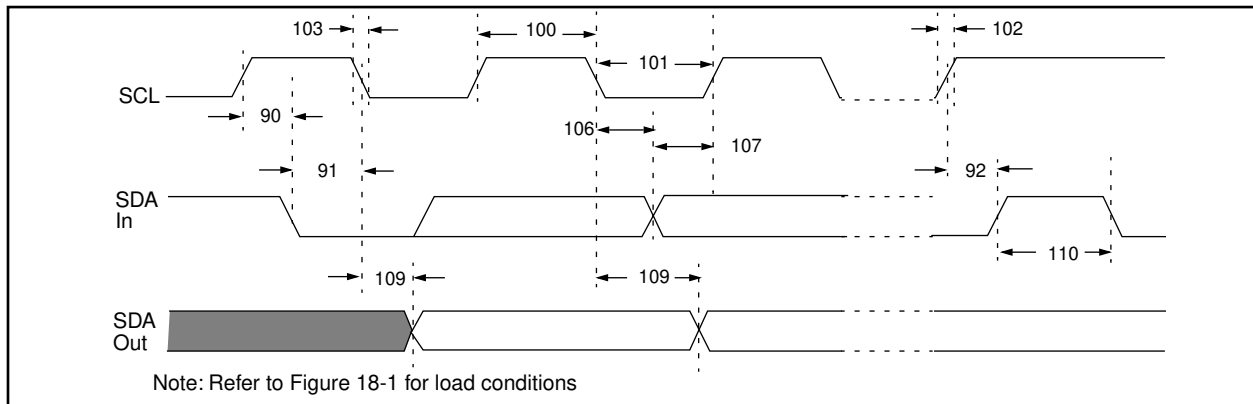 103
100
102
101
SCL
90
106
107
91
92
SDA
In
110
109
109
SDA
Out
Note: Refer to Figure 18-1 for load conditions